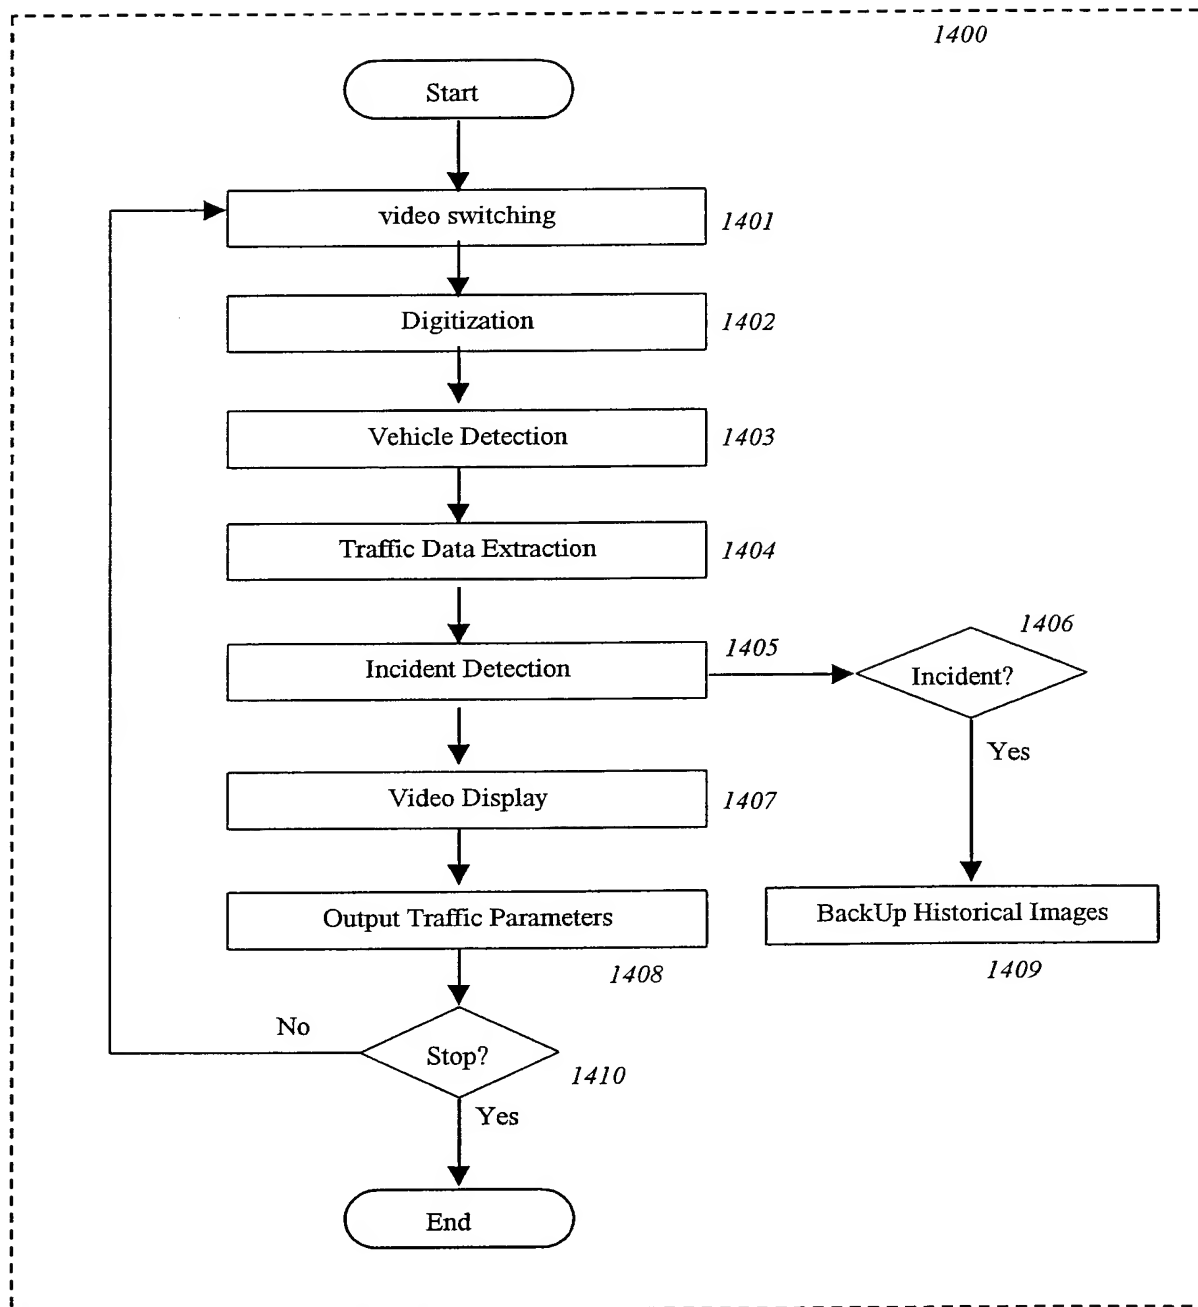 1400
Start
video switching
1401
Digitization
1402
Vehicle Detection
1403
Traffic Data Extraction
1404
Incident Detection
1405
1406
Incident?
Yes
Video Display
1407
Output Traffic Parameters
1408
BackUp Historical Images
1409
No
Stop?
1410
Yes
End